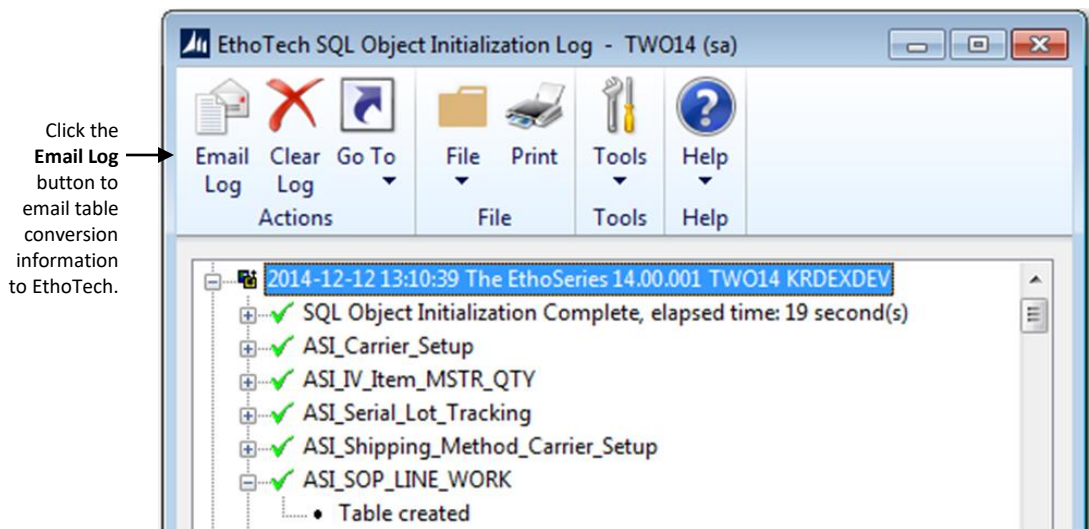 EthoTech SQL Object Initialization Log - TWO14 (sa)
Click the
Email Log
button to
email table
conversion
information
to EthoTech.
Email Log
Clear Log
Go To
File
Print
Tools
Help
Actions
File
Tools
Help
2014-12-12 13:10:39 The EthoSeries 14.00.001 TWO14 KRDEXDEV
SQL Object Initialization Complete, elapsed time: 19 second(s)
ASI_Carrier_Setup
ASI_IV_Item_MSTR_QTY
ASI_Serial_Lot_Tracking
ASI_Shipping_Method_Carrier_Setup
ASI_SOP_LINE_WORK
Table created